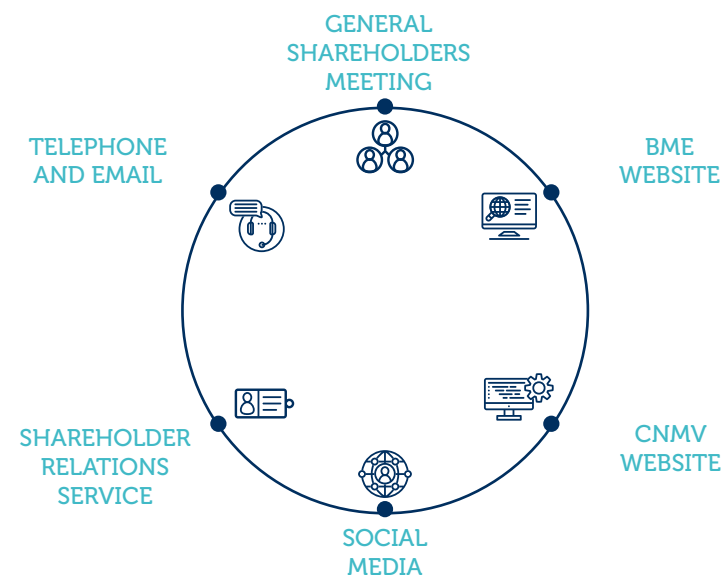 GENERAL
SHAREHOLDERS
MEETING
TELEPHONE
AND EMAIL
BME
WEBSITE
SHAREHOLDER
RELATIONS
SERVICE
CNMV
WEBSITE
SOCIAL
MEDIA